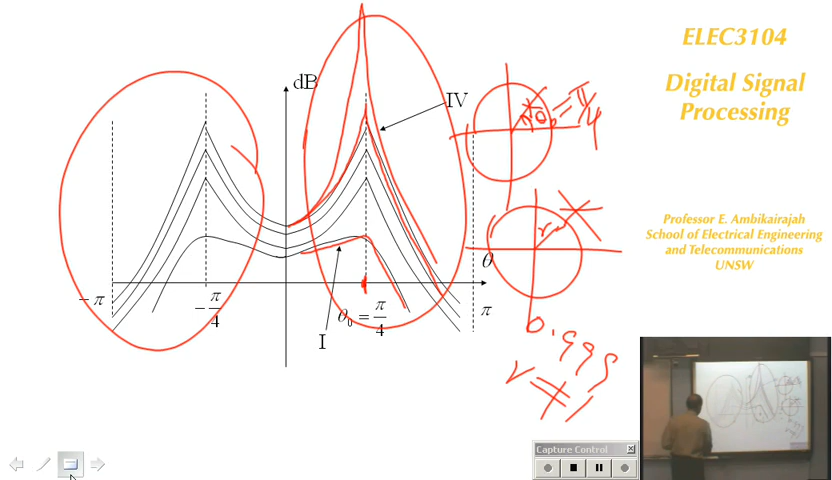 dB
IV
I
−π
−π/4
θ₀ = π/4
θ
π
θ₀ = π/4
r
0.999
r ≠ 1
ELEC3104
Digital Signal
Processing
Professor E. Ambikairajah
School of Electrical Engineering
and Telecommunications
UNSW
Capture Control